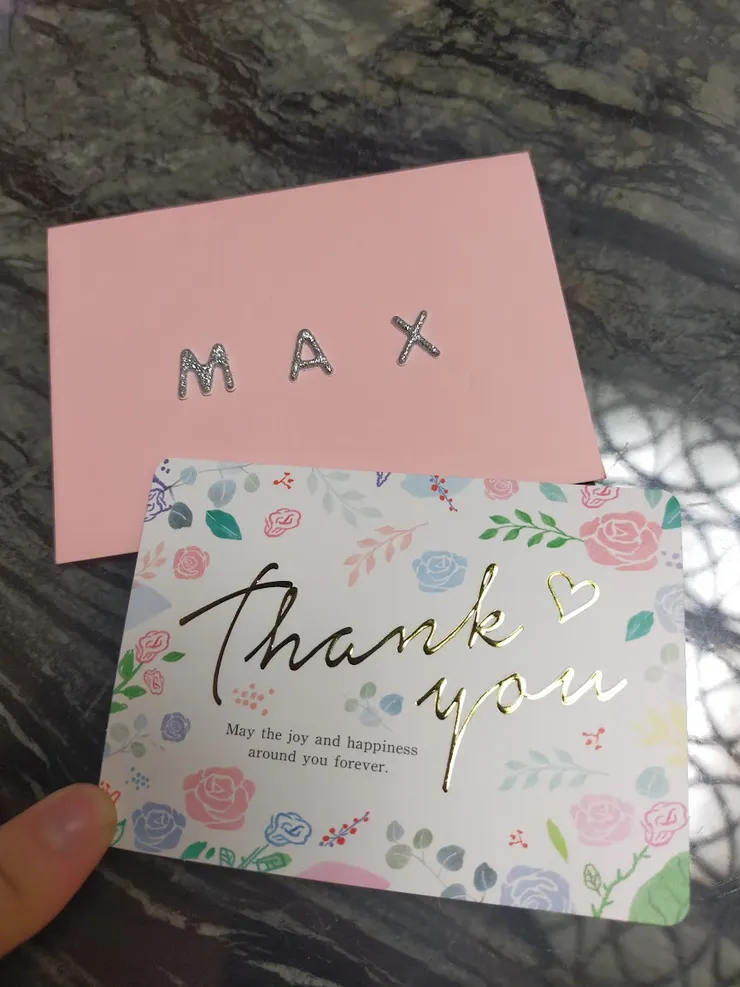 MAX
Thank
you
May the joy and happiness
around you forever.